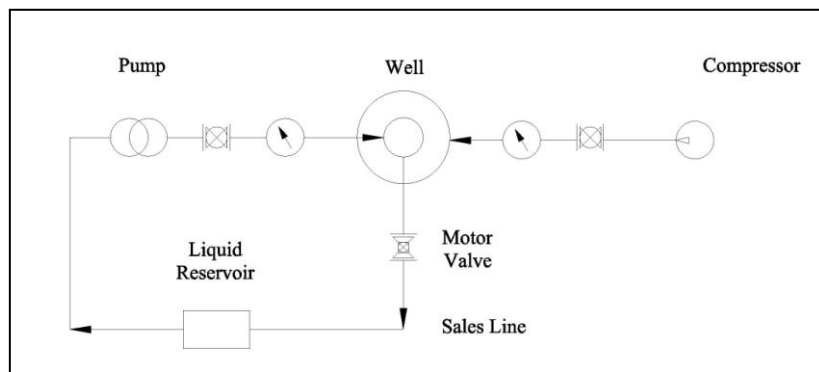 Pump
Well
Compressor
Motor
Valve
Liquid
Reservoir
Sales Line